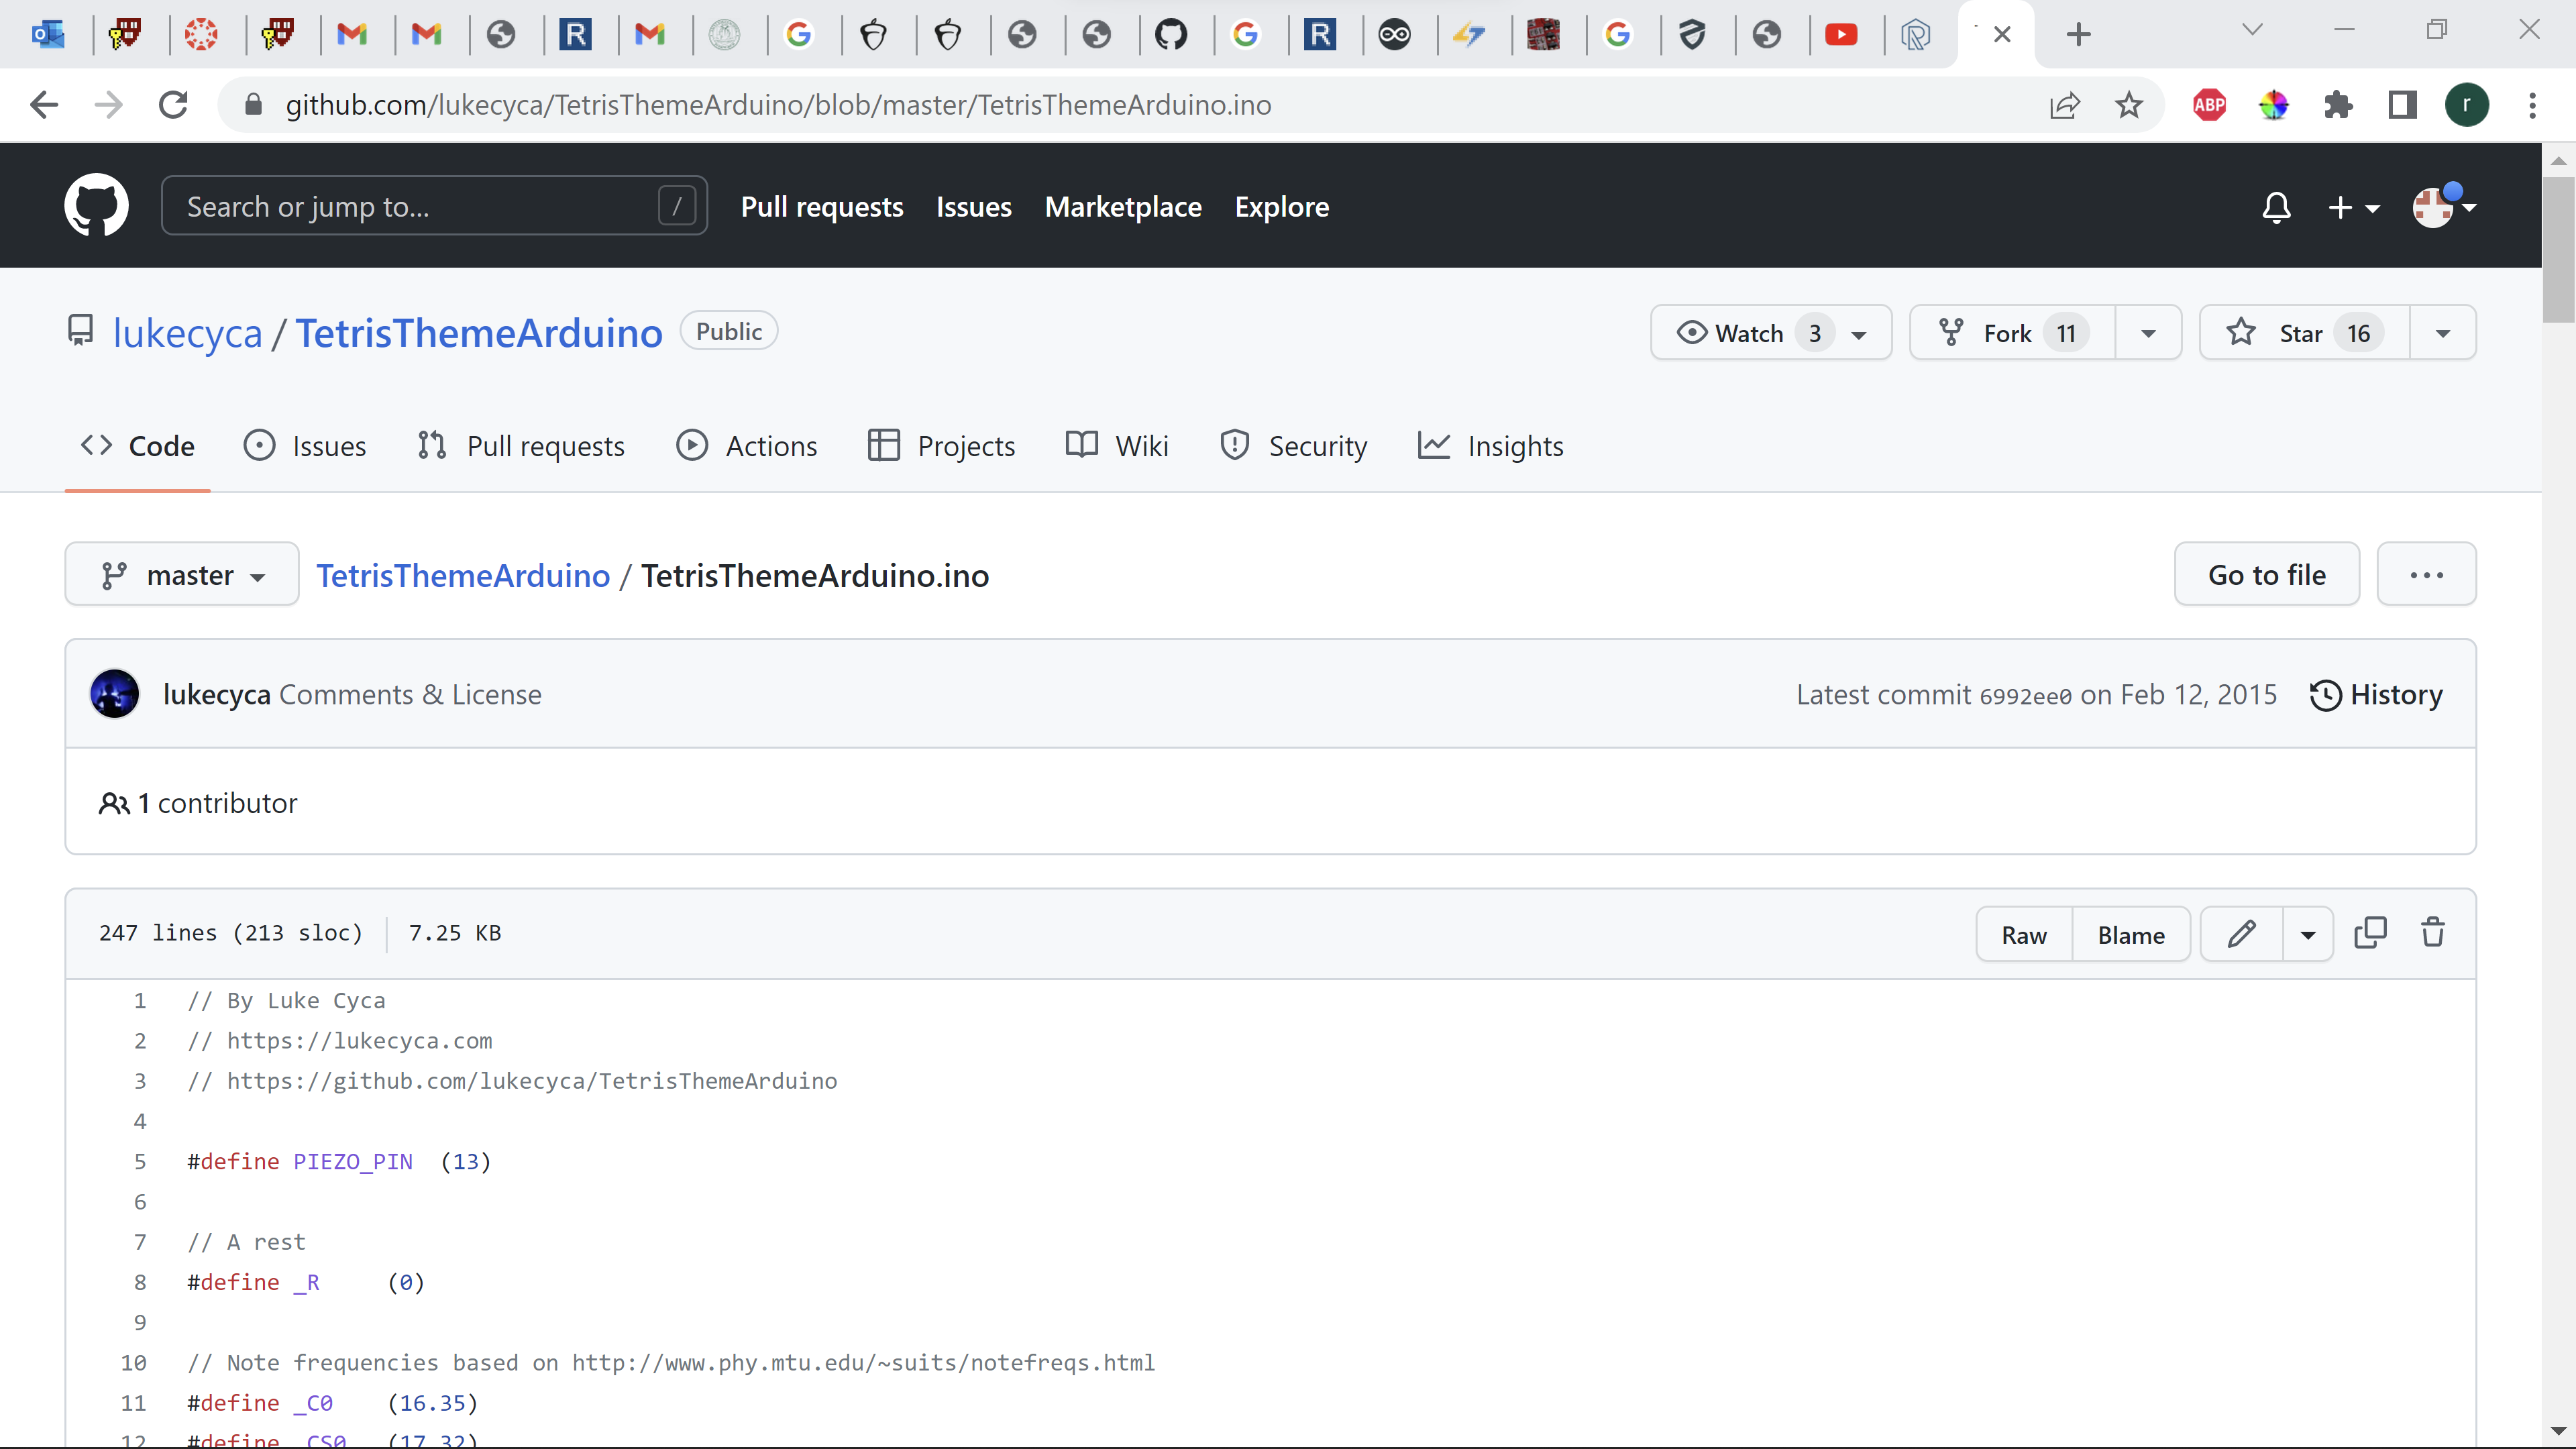 github.com/lukecyca/TetrisThemeArduino/blob/master/TetrisThemeArduino.ino
ABP
r
Search or jump to...
/
Pull requests
Issues
Marketplace
Explore
lukecyca / TetrisThemeArduino
Public
Watch 3
Fork 11
Star 16
Code
Issues
Pull requests
Actions
Projects
Wiki
Security
Insights
master
TetrisThemeArduino / TetrisThemeArduino.ino
Go to file
lukecyca Comments & License
Latest commit 6992ee0 on Feb 12, 2015
History
1 contributor
247 lines (213 sloc)
7.25 KB
Raw
Blame
1 // By Luke Cyca
2 // https://lukecyca.com
3 // https://github.com/lukecyca/TetrisThemeArduino
4
5 #define PIEZO_PIN (13)
6
7 // A rest
8 #define _R (0)
9
10 // Note frequencies based on http://www.phy.mtu.edu/~suits/notefreqs.html
11 #define _C0 (16.35)
12 #define _CS0 (17.32)